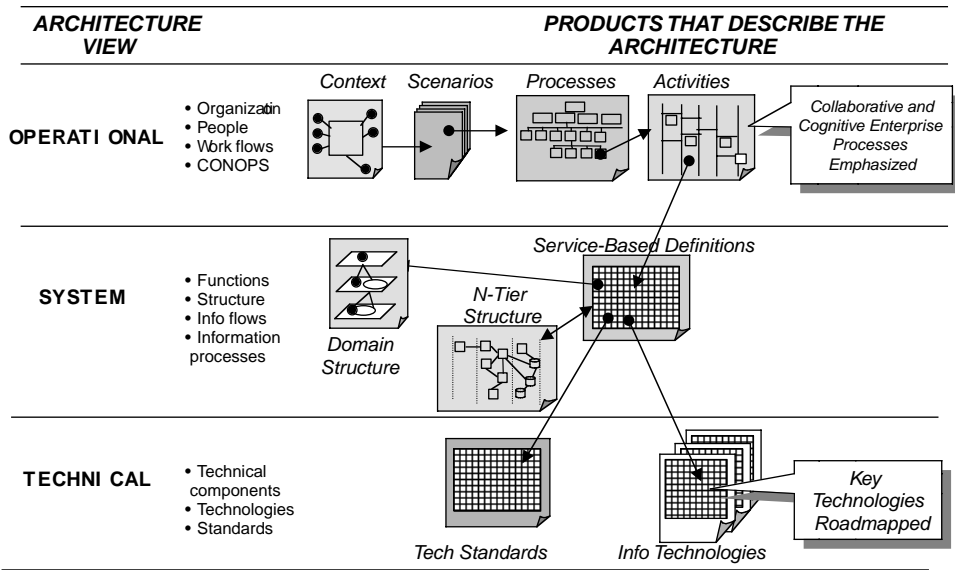 ARCHITECTURE
VIEW
PRODUCTS THAT DESCRIBE THE
ARCHITECTURE
OPERATI ONAL
• Organization
• People
• Work flows
• CONOPS
Context
Scenarios
Processes
Activities
Collaborative and
Cognitive Enterprise
Processes
Emphasized
SYSTEM
• Functions
• Structure
• Info flows
• Information
processes
Domain
Structure
N-Tier
Structure
Service-Based Definitions
TECHNI CAL
• Technical
components
• Technologies
• Standards
Tech Standards
Info Technologies
Key
Technologies
Roadmapped